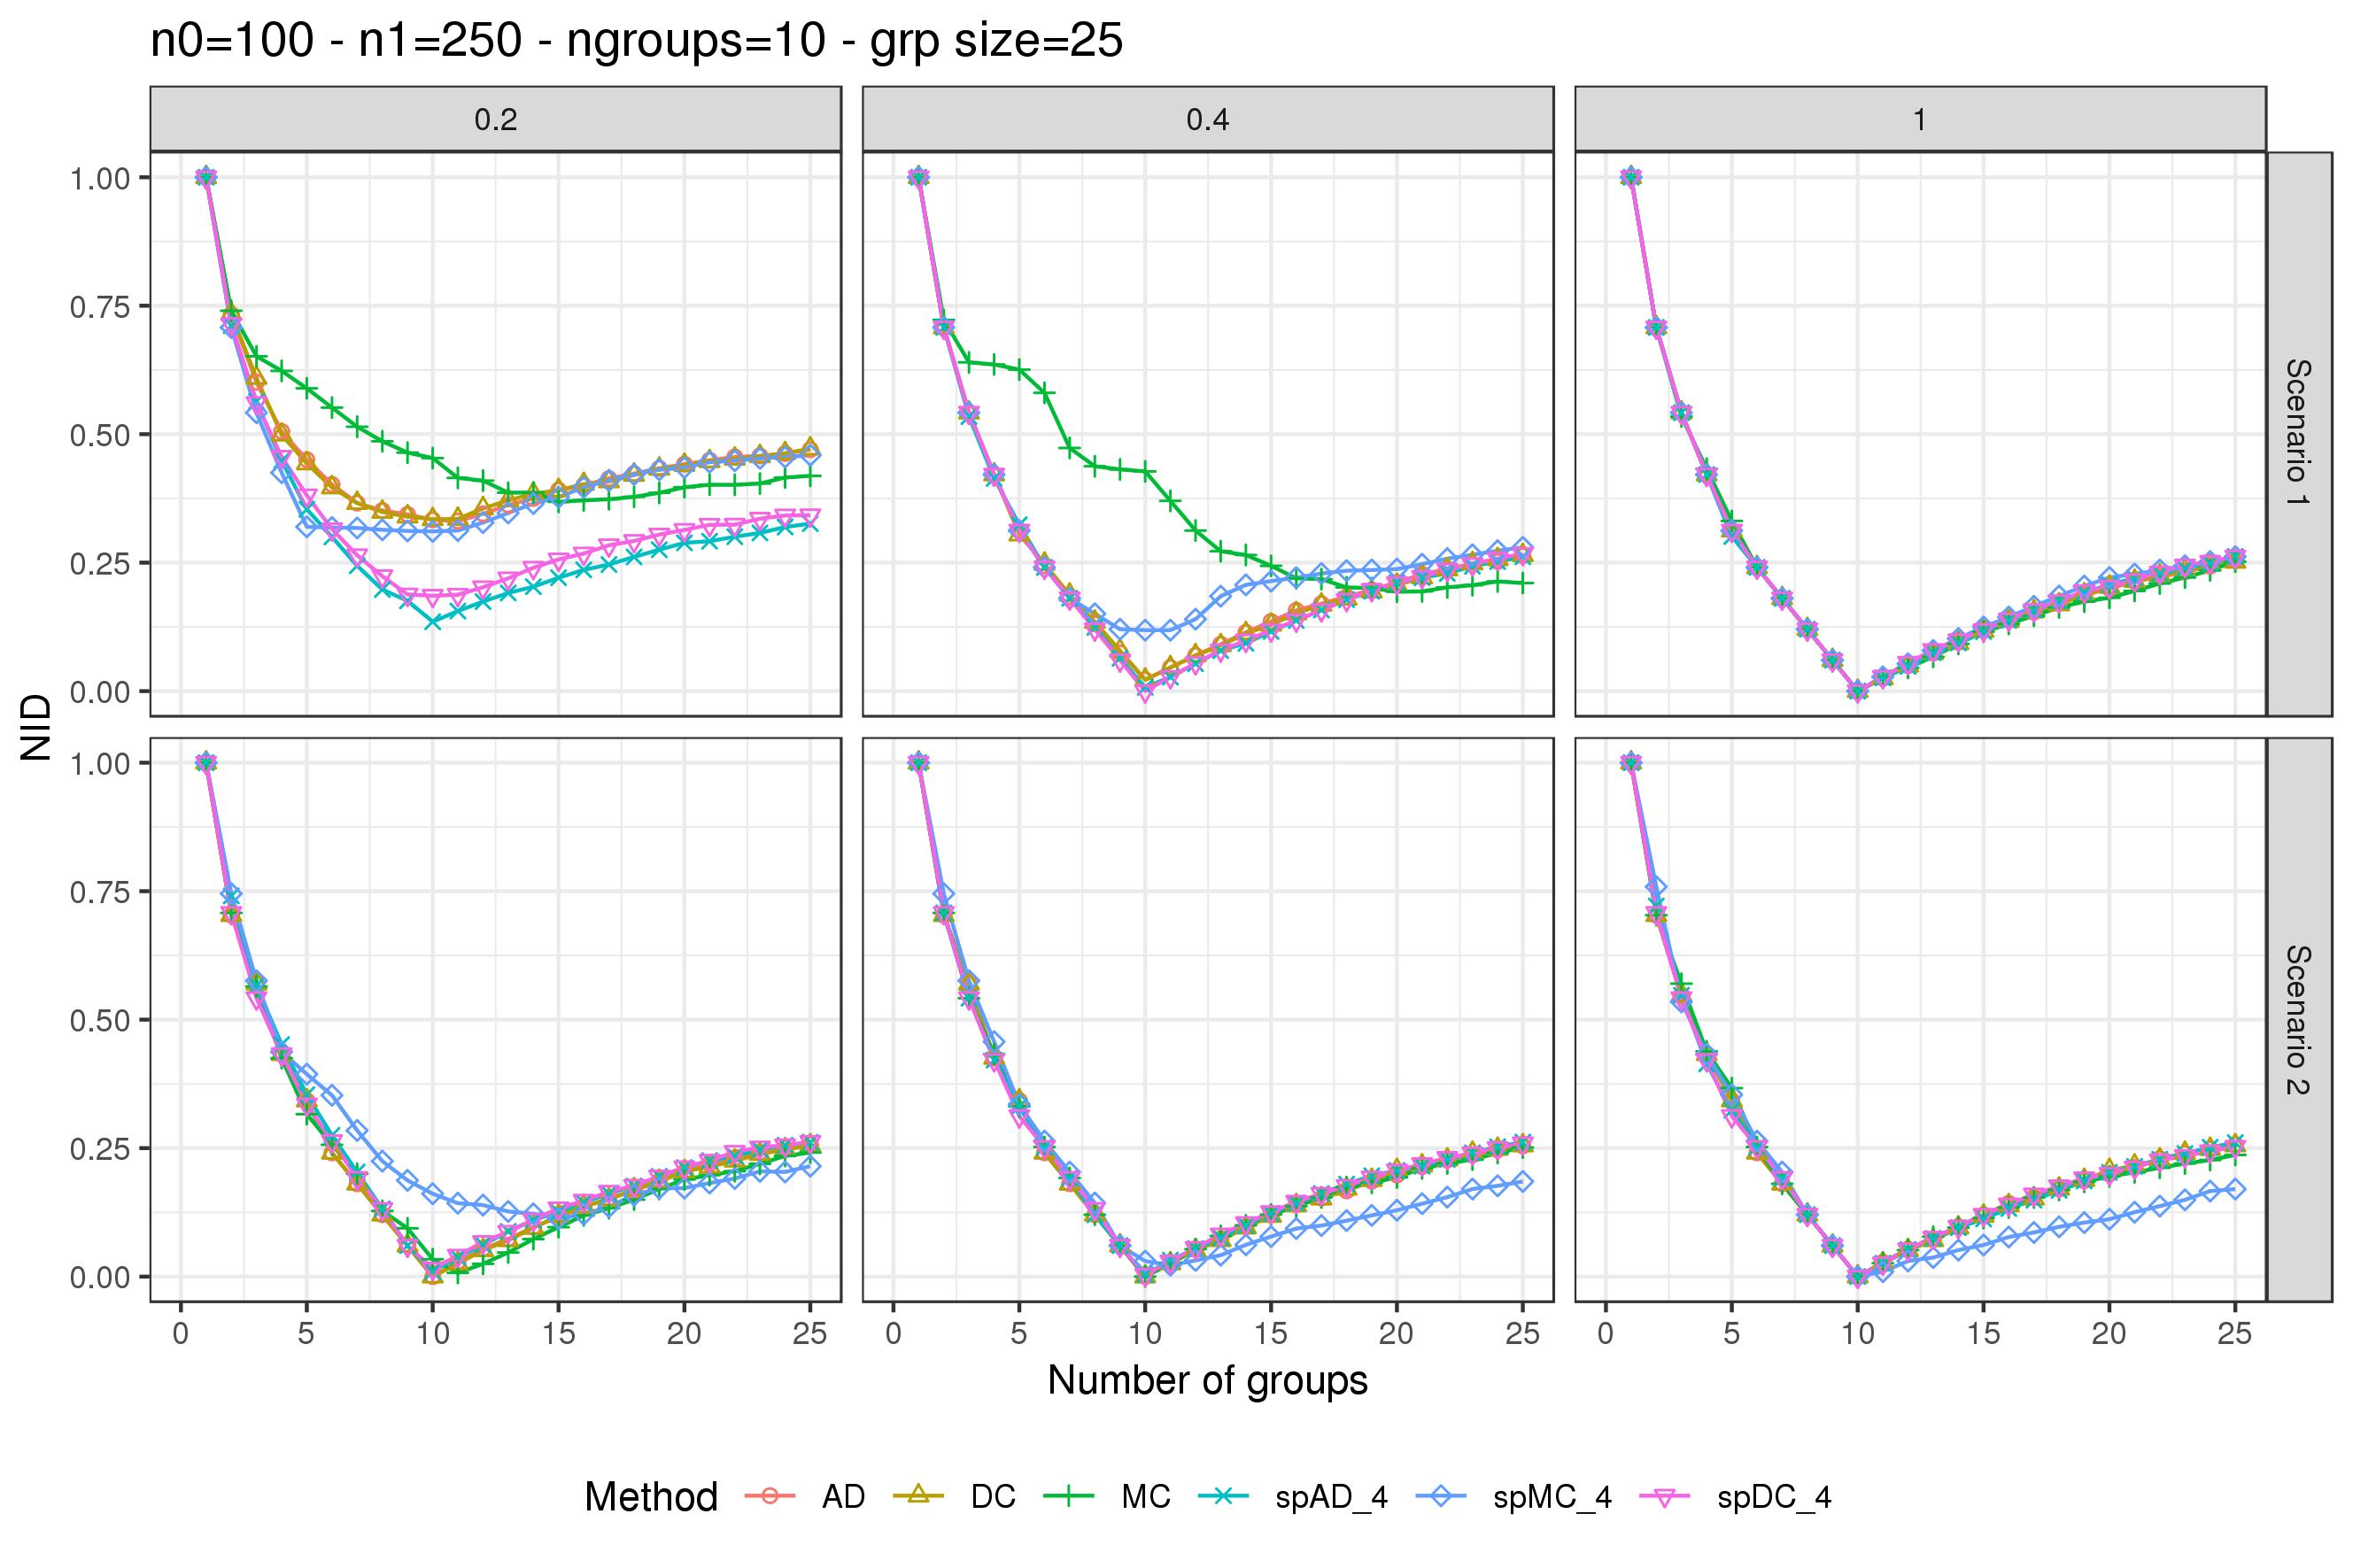 n0=100 - n1=250 - ngroups=10 - grp size=25
0.2 0.4 1
1.00
0.75
0.50
0.25
0.00
Scenario 1
NID
1.00
0.75
0.50
0.25
0.00
Scenario 2
0 5 10 15 20 25 0 5 10 15 20 25 0 5 10 15 20 25
Number of groups
Method AD DC MC spAD_4 spMC_4 spDC_4